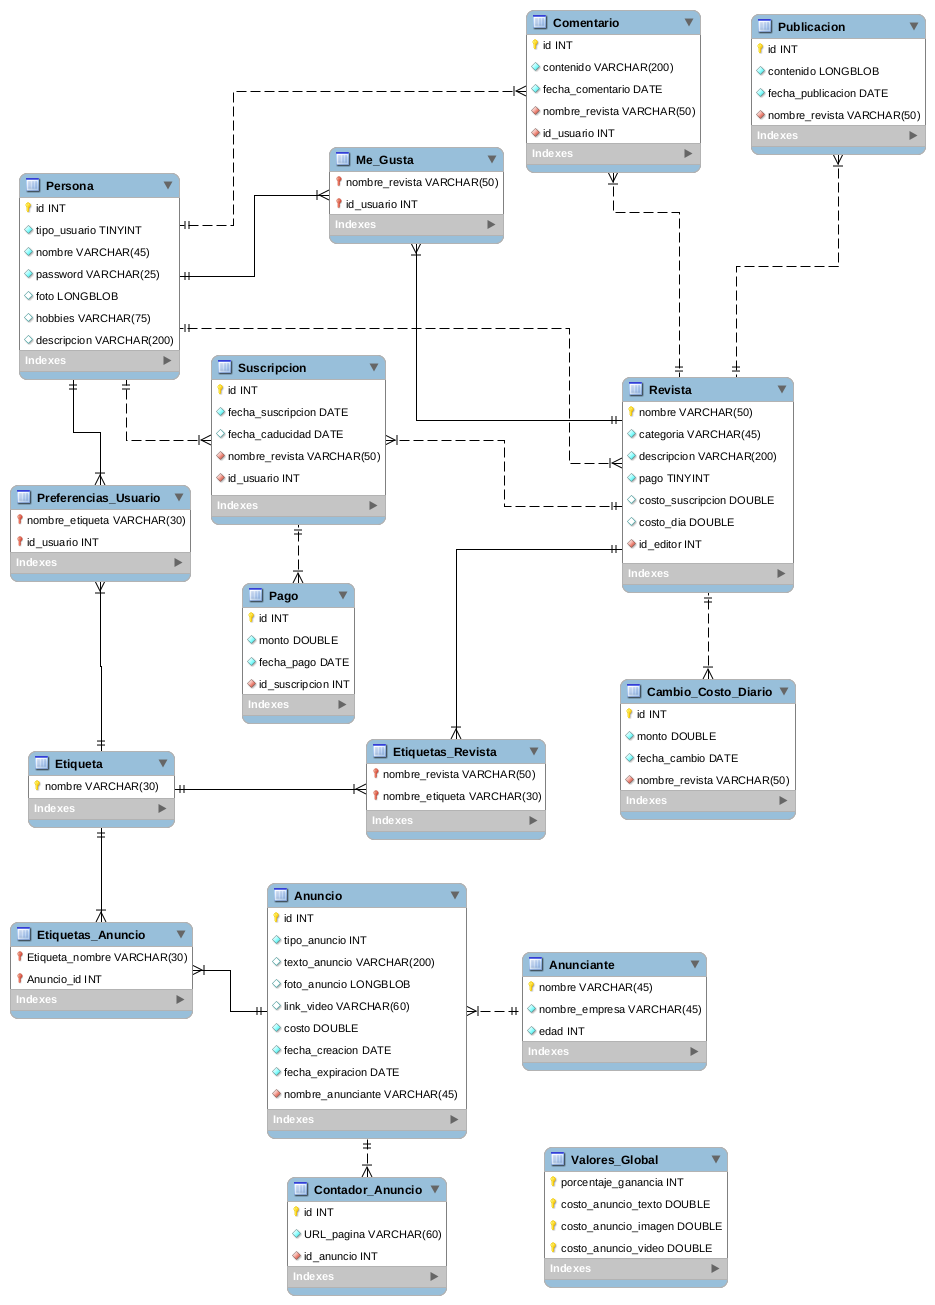 Comentario
id INT
contenido VARCHAR(200)
fecha_comentario DATE
nombre_revista VARCHAR(50)
id_usuario INT
Indexes
Publicacion
id INT
contenido LONGBLOB
fecha_publicacion DATE
nombre_revista VARCHAR(50)
Indexes
Me_Gusta
nombre_revista VARCHAR(50)
id_usuario INT
Indexes
Persona
id INT
tipo_usuario TINYINT
nombre VARCHAR(45)
password VARCHAR(25)
foto LONGBLOB
hobbies VARCHAR(75)
descripcion VARCHAR(200)
Indexes
Suscripcion
id INT
fecha_suscripcion DATE
fecha_caducidad DATE
nombre_revista VARCHAR(50)
id_usuario INT
Indexes
Revista
nombre VARCHAR(50)
categoria VARCHAR(45)
descripcion VARCHAR(200)
pago TINYINT
costo_suscripcion DOUBLE
costo_dia DOUBLE
id_editor INT
Indexes
Preferencias_Usuario
nombre_etiqueta VARCHAR(30)
id_usuario INT
Indexes
Pago
id INT
monto DOUBLE
fecha_pago DATE
id_suscripcion INT
Indexes
Cambio_Costo_Diario
id INT
monto DOUBLE
fecha_cambio DATE
nombre_revista VARCHAR(50)
Indexes
Etiqueta
nombre VARCHAR(30)
Indexes
Etiquetas_Revista
nombre_revista VARCHAR(50)
nombre_etiqueta VARCHAR(30)
Indexes
Etiquetas_Anuncio
Etiqueta_nombre VARCHAR(30)
Anuncio_id INT
Indexes
Anuncio
id INT
tipo_anuncio INT
texto_anuncio VARCHAR(200)
foto_anuncio LONGBLOB
link_video VARCHAR(60)
costo DOUBLE
fecha_creacion DATE
fecha_expiracion DATE
nombre_anunciante VARCHAR(45)
Indexes
Anunciante
nombre VARCHAR(45)
nombre_empresa VARCHAR(45)
edad INT
Indexes
Contador_Anuncio
id INT
URL_pagina VARCHAR(60)
id_anuncio INT
Indexes
Valores_Global
porcentaje_ganancia INT
costo_anuncio_texto DOUBLE
costo_anuncio_imagen DOUBLE
costo_anuncio_video DOUBLE
Indexes